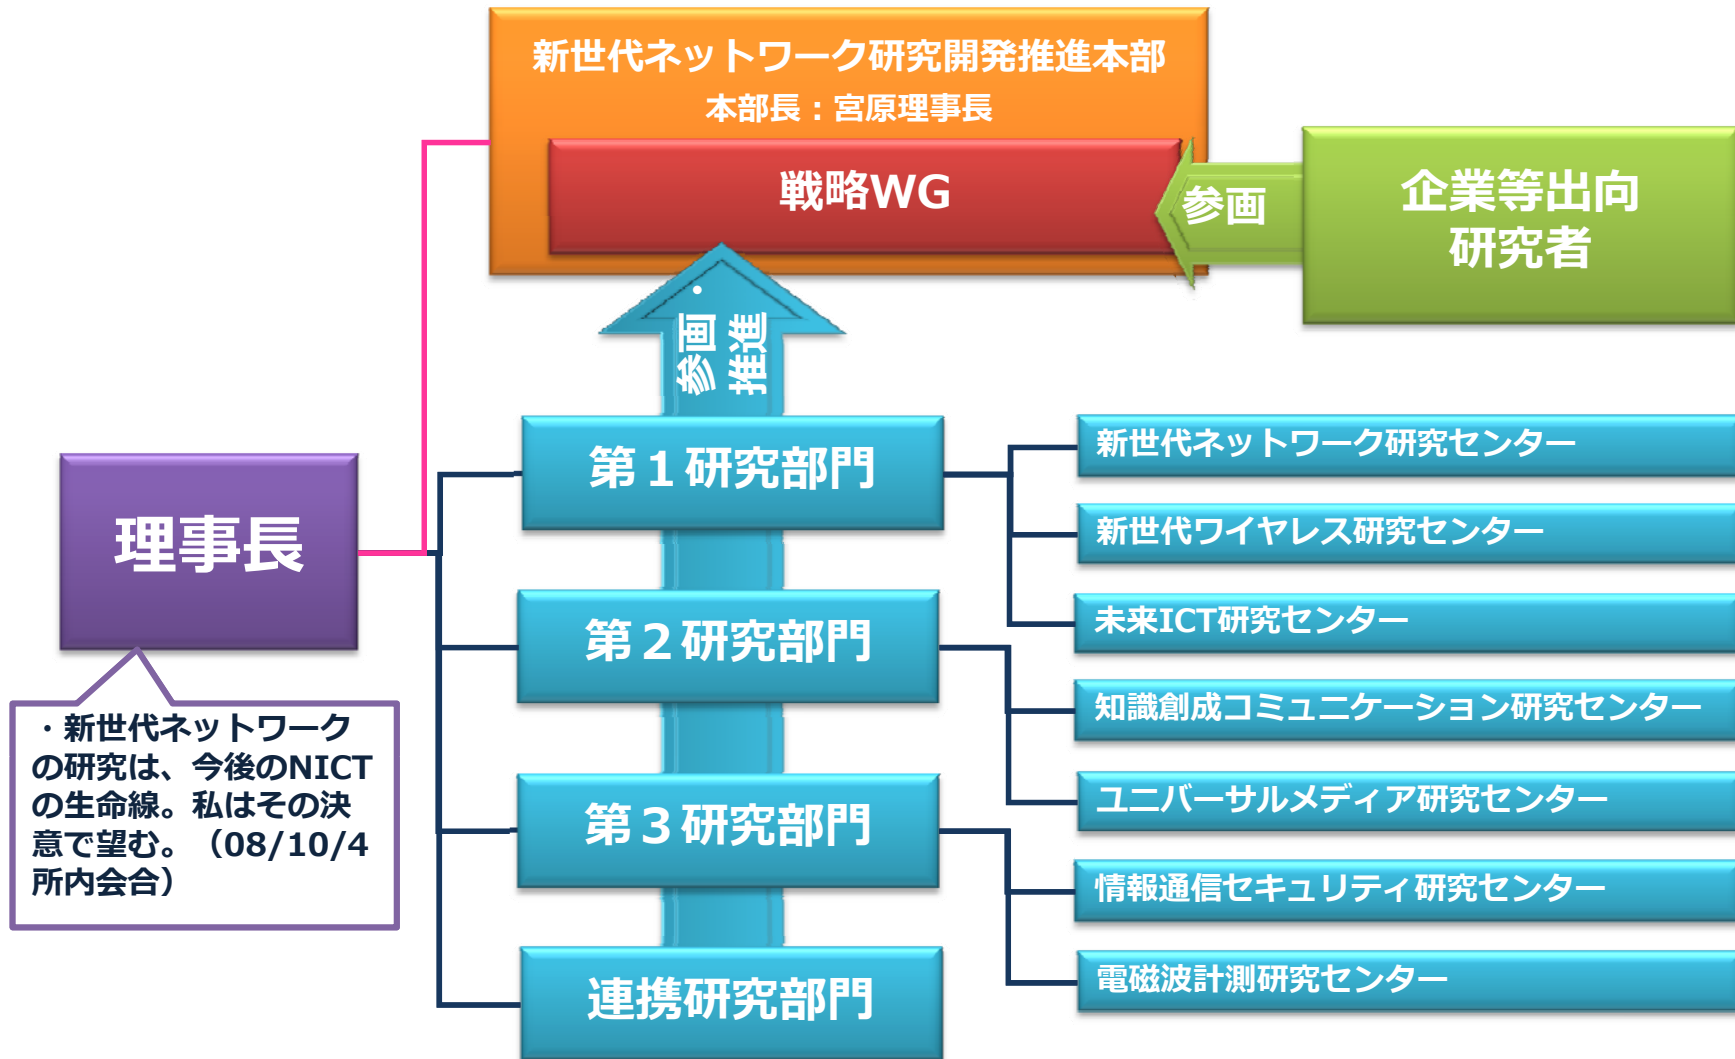 新世代ネットワーク研究開発推進本部
本部長：宮原理事長
戦略WG
参画
企業等出向
研究者
参画・
推進
理事長
・新世代ネットワーク
の研究は、今後のNICT
の生命線。私はその決
意で望む。（08/10/4
所内会合）
第１研究部門
第２研究部門
第３研究部門
連携研究部門
新世代ネットワーク研究センター
新世代ワイヤレス研究センター
未来ICT研究センター
知識創成コミュニケーション研究センター
ユニバーサルメディア研究センター
情報通信セキュリティ研究センター
電磁波計測研究センター